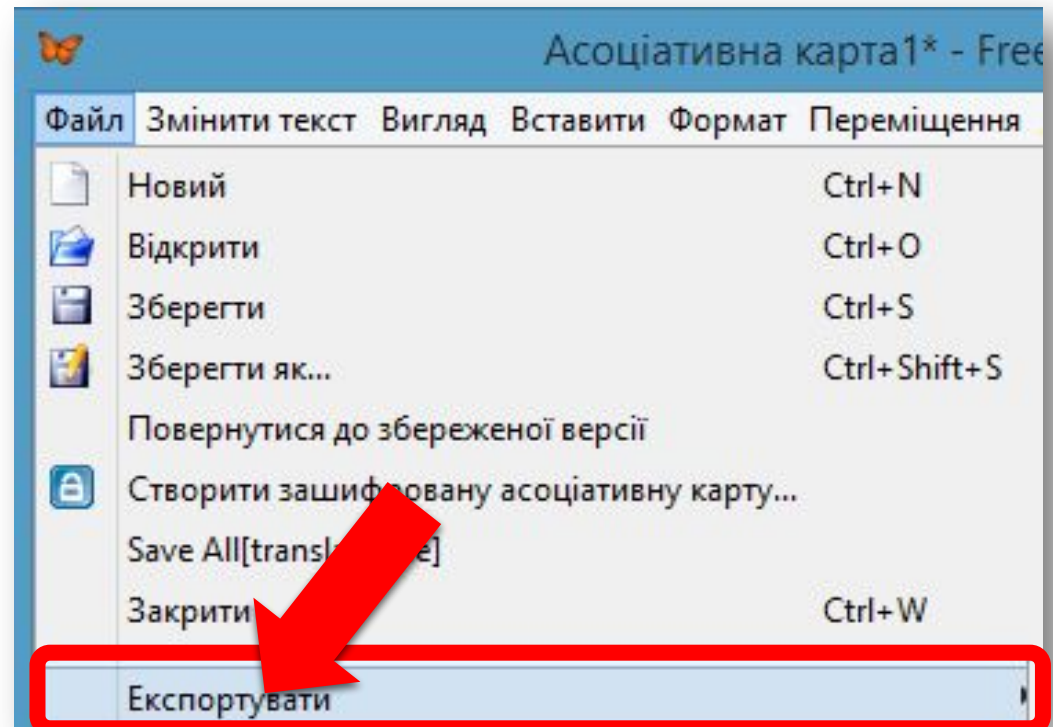 Асоціативна карта1* - Free
Файл Змінити текст Вигляд Вставити Формат Переміщення
Новий Ctrl+N
Відкрити Ctrl+O
Зберегти Ctrl+S
Зберегти як... Ctrl+Shift+S
Повернутися до збереженої версії
Створити зашифровану асоціативну карту...
Save All[
Закрити Ctrl+W
Експортувати